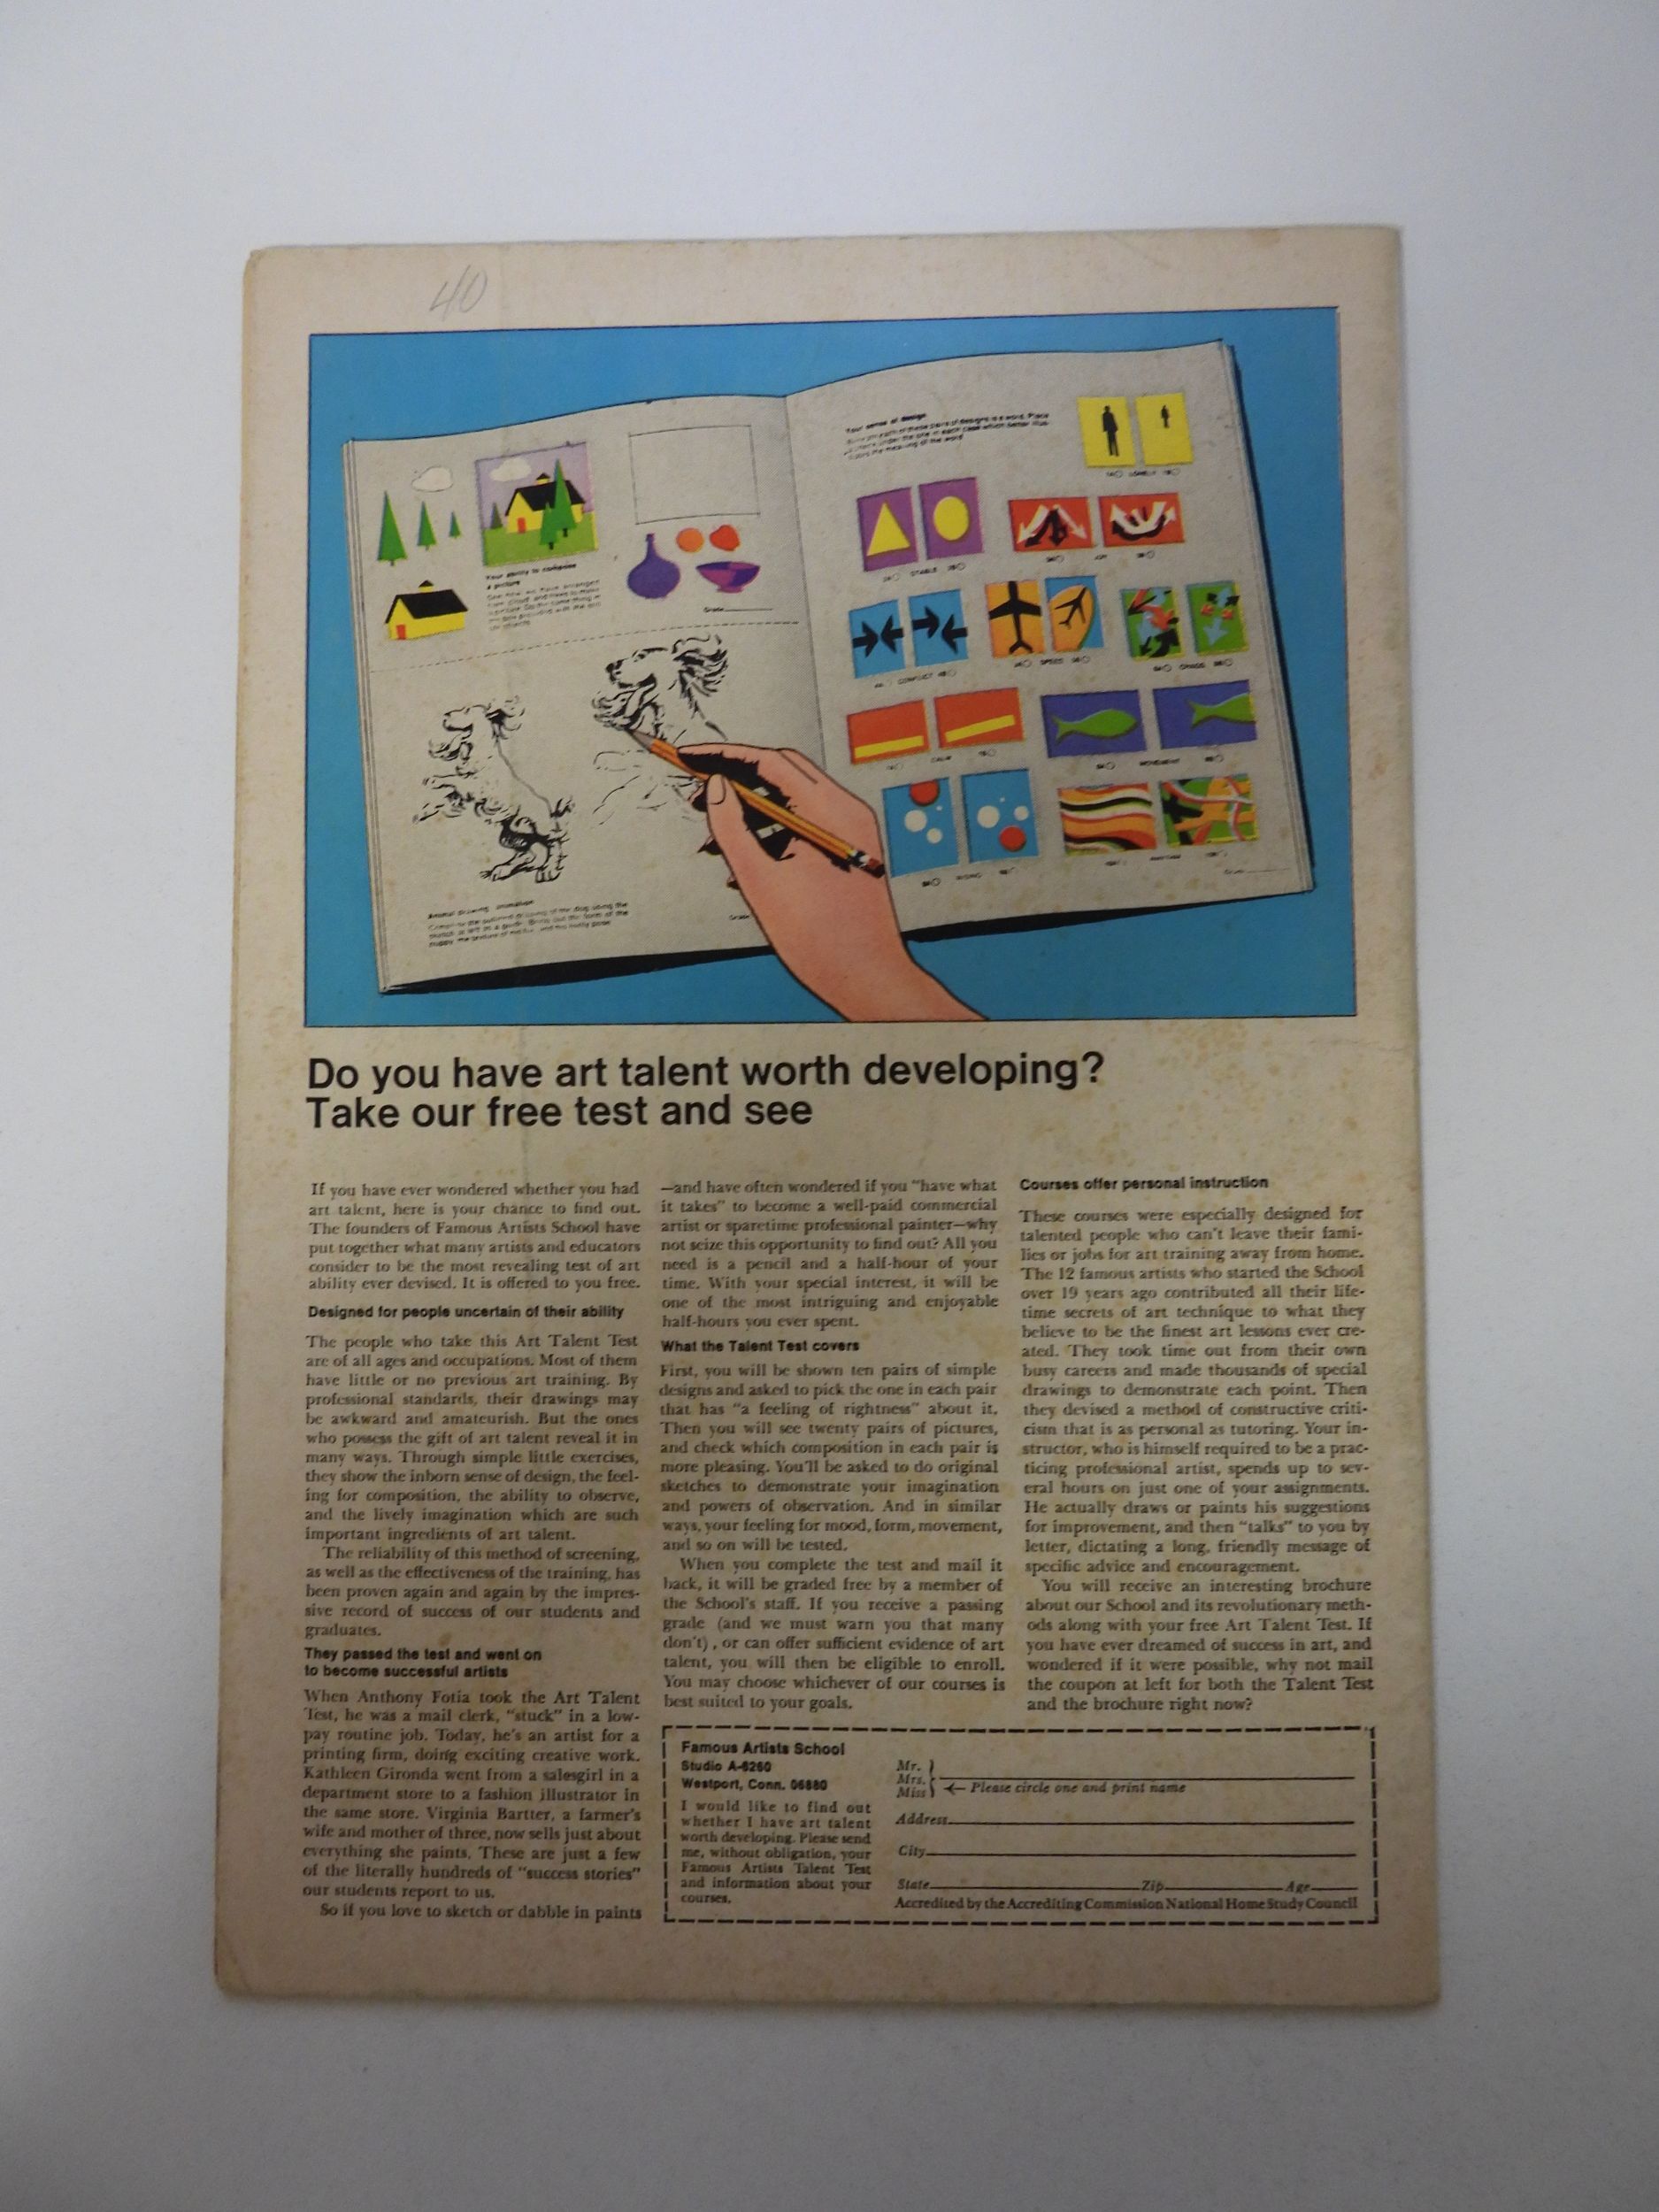 40
Your ability to compose
a picture
Grade
Your sense of design
LONELY
STABLE
JOY
CONFLICT
SPEED
CHAOS
CALM
MOVEMENT
RISING
RHYTHM
Animal drawing
Do you have art talent worth developing?
Take our free test and see
If you have ever wondered whether you had
art talent, here is your chance to find out.
The founders of Famous Artists School have
put together what many artists and educators
consider to be the most revealing test of art
ability ever devised. It is offered to you free.
Designed for people uncertain of their ability
The people who take this Art Talent Test
are of all ages and occupations. Most of them
have little or no previous art training. By
professional standards, their drawings may
be awkward and amateurish. But the ones
who possess the gift of art talent reveal it in
many ways. Through simple little exercises,
they show the inborn sense of design, the feel-
ing for composition, the ability to observe,
and the lively imagination which are such
important ingredients of art talent.
The reliability of this method of screening,
as well as the effectiveness of the training, has
been proven again and again by the impres-
sive record of success of our students and
graduates.
They passed the test and went on
to become successful artists
When Anthony Fotia took the Art Talent
Test, he was a mail clerk, "stuck" in a low-
pay routine job. Today, he's an artist for a
printing firm, doing exciting creative work.
Kathleen Gironda went from a salesgirl in a
department store to a fashion illustrator in
the same store. Virginia Bartter, a farmer's
wife and mother of three, now sells just about
everything she paints. These are just a few
of the literally hundreds of "success stories"
our students report to us.
So if you love to sketch or dabble in paints
—and have often wondered if you "have what
it takes" to become a well-paid commercial
artist or sparetime professional painter—why
not seize this opportunity to find out? All you
need is a pencil and a half-hour of your
time. With your special interest, it will be
one of the most intriguing and enjoyable
half-hours you ever spent.
What the Talent Test covers
First, you will be shown ten pairs of simple
designs and asked to pick the one in each pair
that has "a feeling of rightness" about it.
Then you will see twenty pairs of pictures,
and check which composition in each pair is
more pleasing. You'll be asked to do original
sketches to demonstrate your imagination
and powers of observation. And in similar
ways, your feeling for mood, form, movement,
and so on will be tested.
When you complete the test and mail it
back, it will be graded free by a member of
the School's staff. If you receive a passing
grade (and we must warn you that many
don't), or can offer sufficient evidence of art
talent, you will then be eligible to enroll.
You may choose whichever of our courses is
best suited to your goals.
Courses offer personal instruction
These courses were especially designed for
talented people who can't leave their fami-
lies or jobs for art training away from home.
The 12 famous artists who started the School
over 19 years ago contributed all their life-
time secrets of art technique to what they
believe to be the finest art lessons ever cre-
ated. They took time out from their own
busy careers and made thousands of special
drawings to demonstrate each point. Then
they devised a method of constructive criti-
cism that is as personal as tutoring. Your in-
structor, who is himself required to be a prac-
ticing professional artist, spends up to sev-
eral hours on just one of your assignments.
He actually draws or paints his suggestions
for improvement, and then "talks" to you by
letter, dictating a long, friendly message of
specific advice and encouragement.
You will receive an interesting brochure
about our School and its revolutionary meth-
ods along with your free Art Talent Test. If
you have ever dreamed of success in art, and
wondered if it were possible, why not mail
the coupon at left for both the Talent Test
and the brochure right now?
Famous Artists School
Studio A-6260
Westport, Conn. 06880
I would like to find out
whether I have art talent
worth developing. Please send
me, without obligation, your
Famous Artists Talent Test
and information about your
courses.
Mr.
Mrs.
Miss
Please circle one and print name
Address
City
State Zip Age
Accredited by the Accrediting Commission National Home Study Council